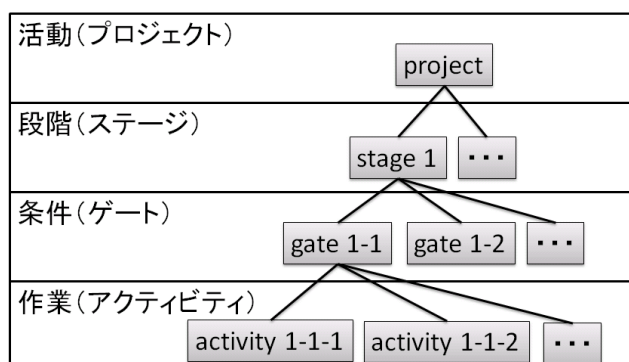 活動(プロジェクト)
project
段階(ステージ)
stage 1 ・・・
条件(ゲート)
gate 1-1 gate 1-2 ・・・
作業(アクティビティ)
activity 1-1-1 activity 1-1-2 ・・・